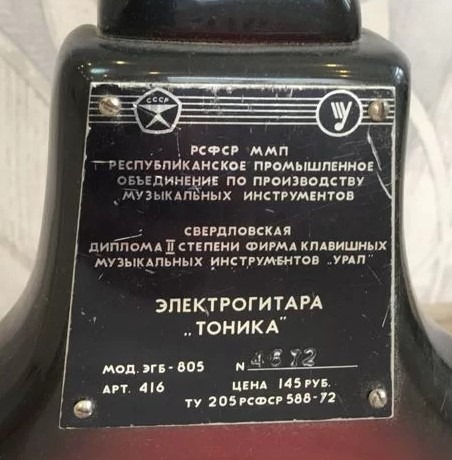 СССР
РСФСР ММП
РЕСПУБЛИКАНСКОЕ ПРОМЫШЛЕННОЕ
ОБЪЕДИНЕНИЕ ПО ПРОИЗВОДСТВУ
МУЗЫКАЛЬНЫХ ИНСТРУМЕНТОВ
СВЕРДЛОВСКАЯ
ДИПЛОМА II СТЕПЕНИ ФИРМА КЛАВИШНЫХ
МУЗЫКАЛЬНЫХ ИНСТРУМЕНТОВ „УРАЛ"
ЭЛЕКТРОГИТАРА
„ТОНИКА"
МОД. ЭГБ-805 N 4872
АРТ. 416 ЦЕНА 145 РУБ.
ТУ 205 РСФСР 588-72